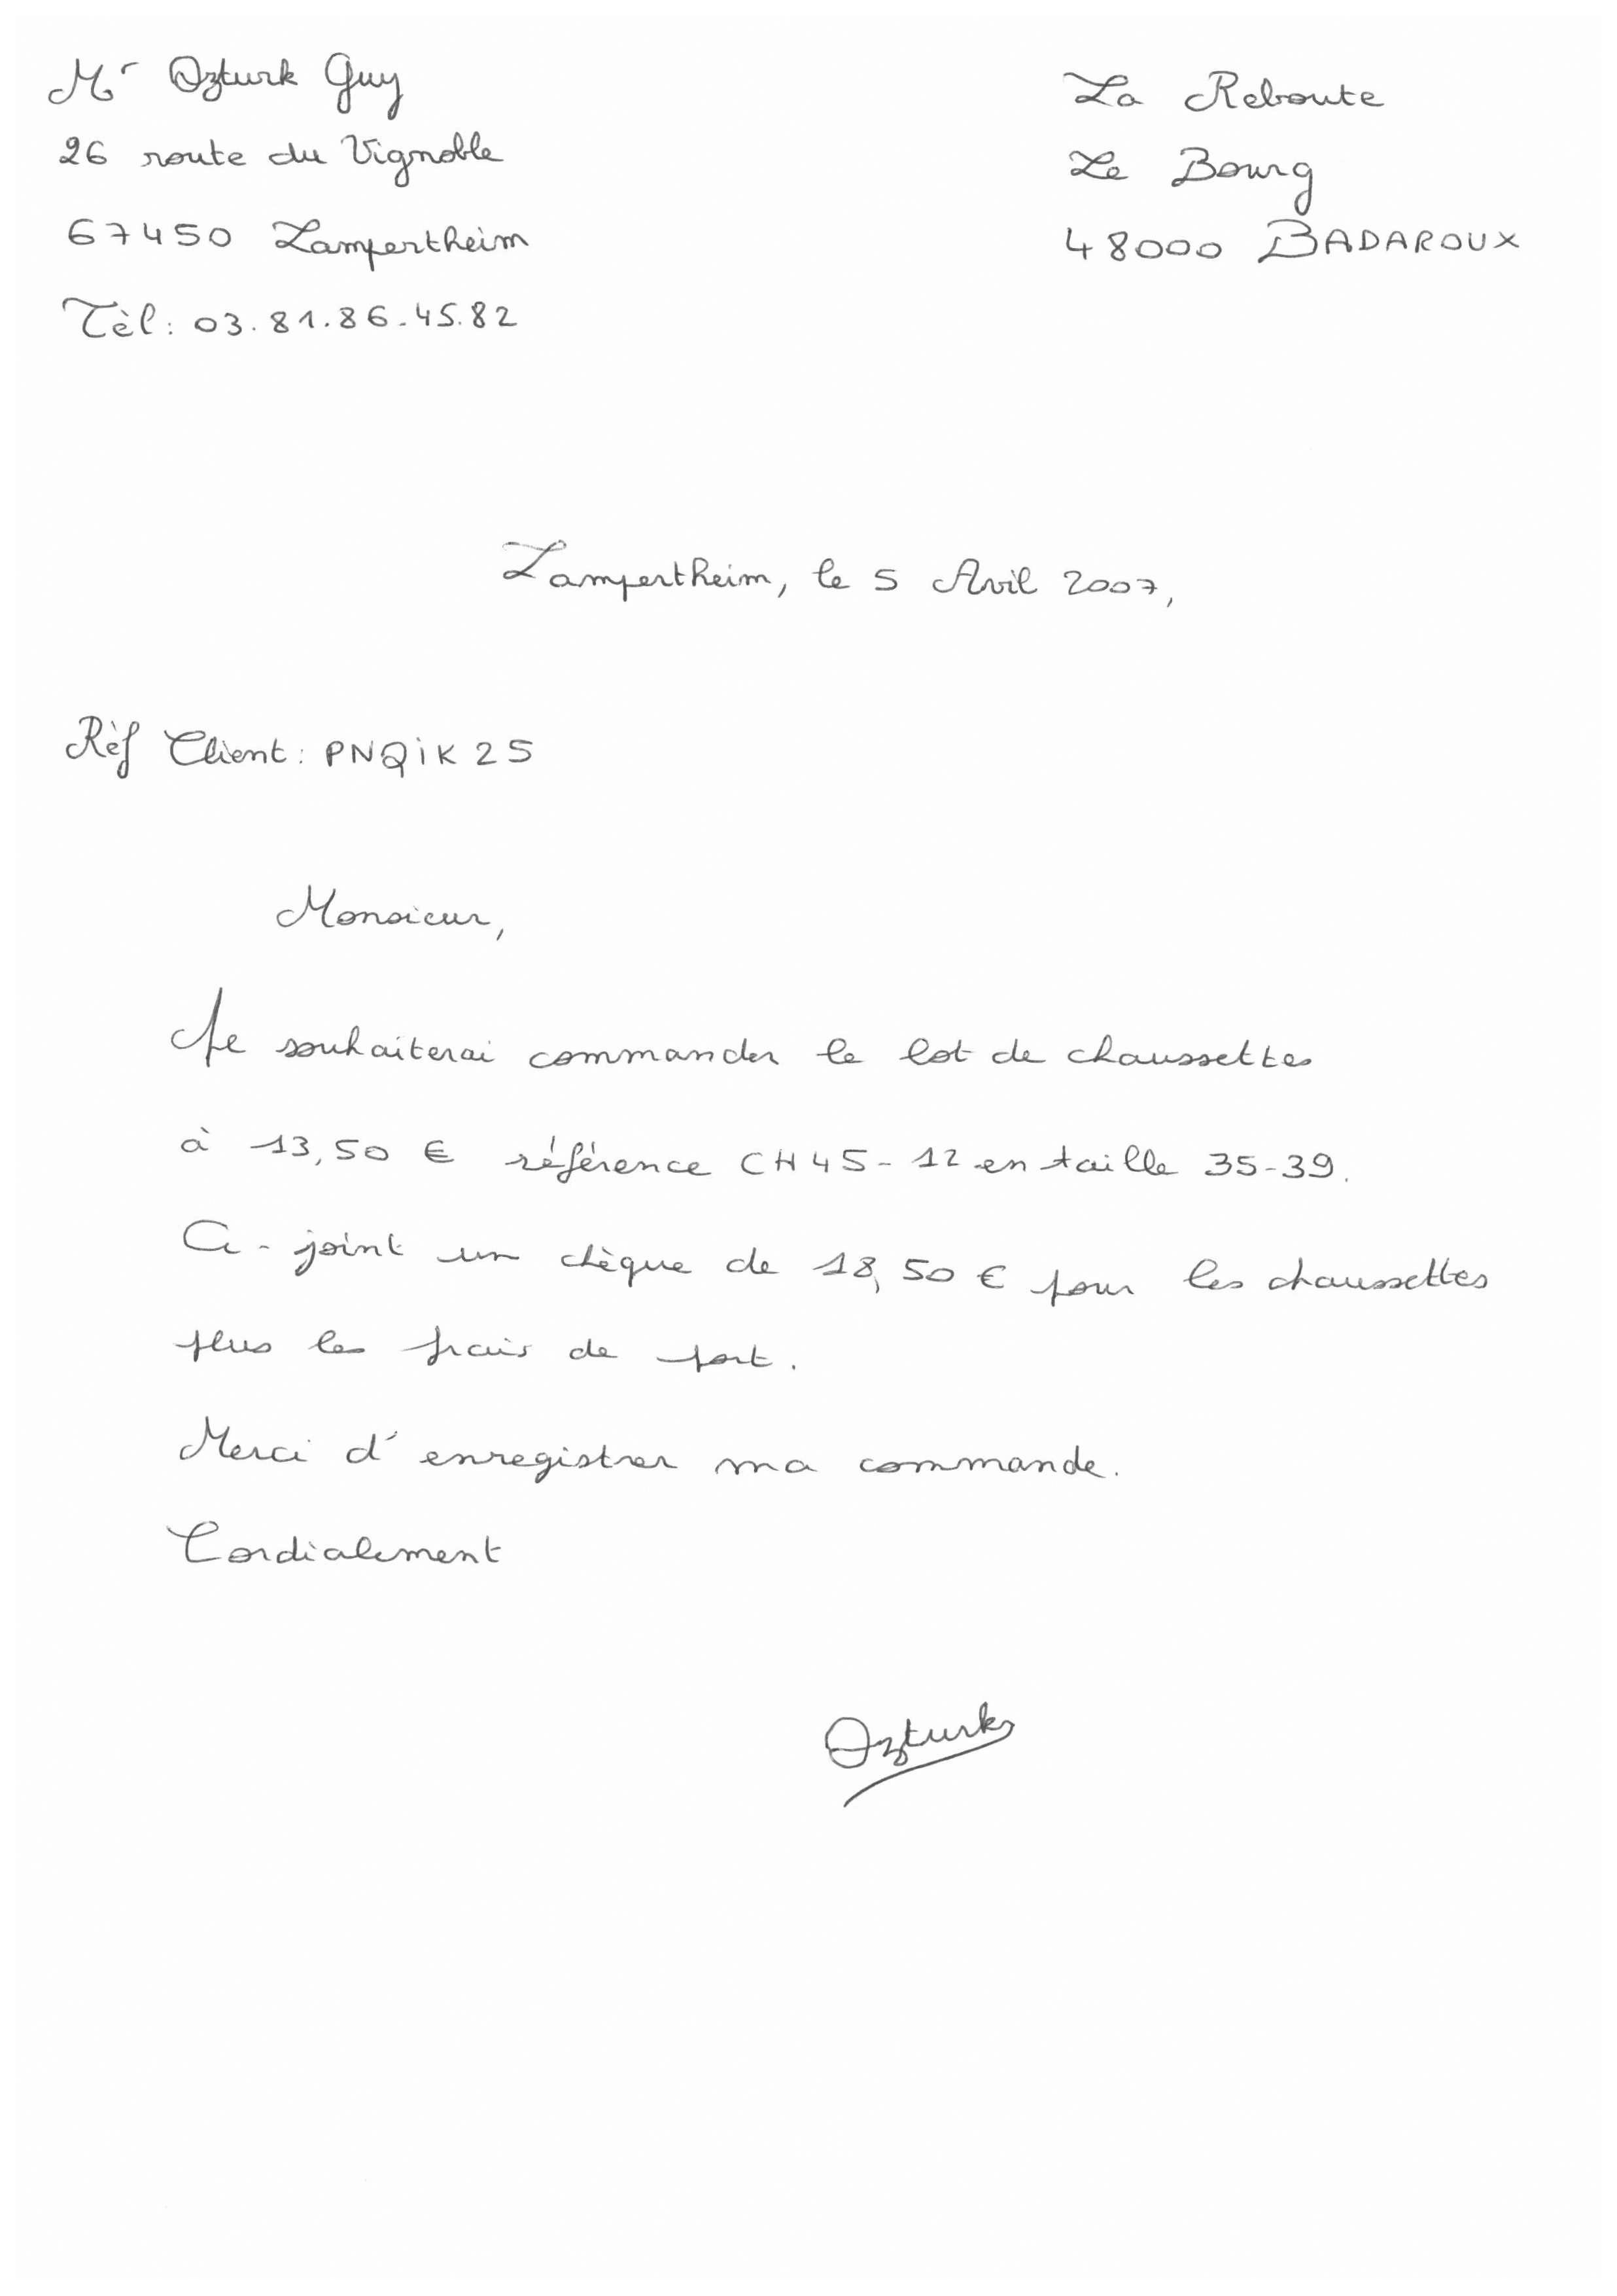 Mr Ozturk Guy
26 route du Vignoble
67450 Lampertheim
Tèl: 03.81.86.45.82
La Reboute
Le Bourg
48000 BADAROUX
Lampertheim, le 5 Avril 2007,
Rèf Client: PNQiK25
Monsieur,
Je souhaiterai commander le lot de chaussettes
à 13,50 € référence CH45-12 en taille 35-39.
Ci-joint un chèque de 18,50 € pour les chaussettes
plus les frais de port.
Merci d'enregistrer ma commande.
Cordialement
Ozturk